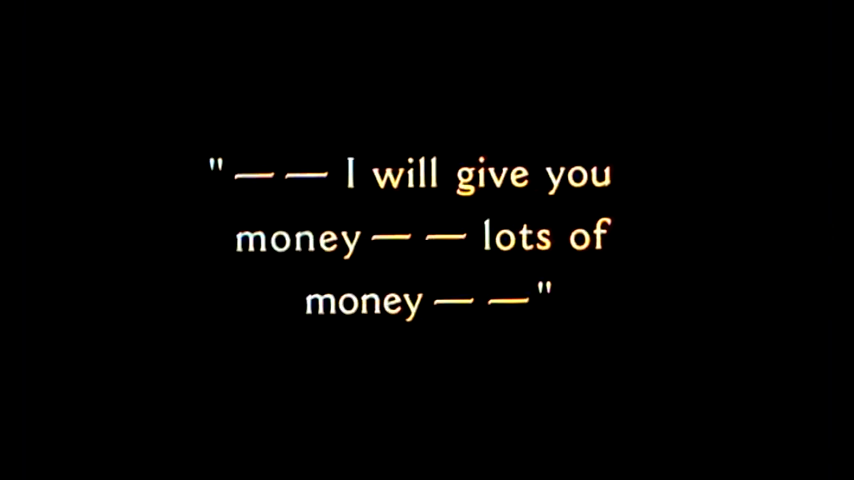 "— — I will give you
money — — lots of
money — —"